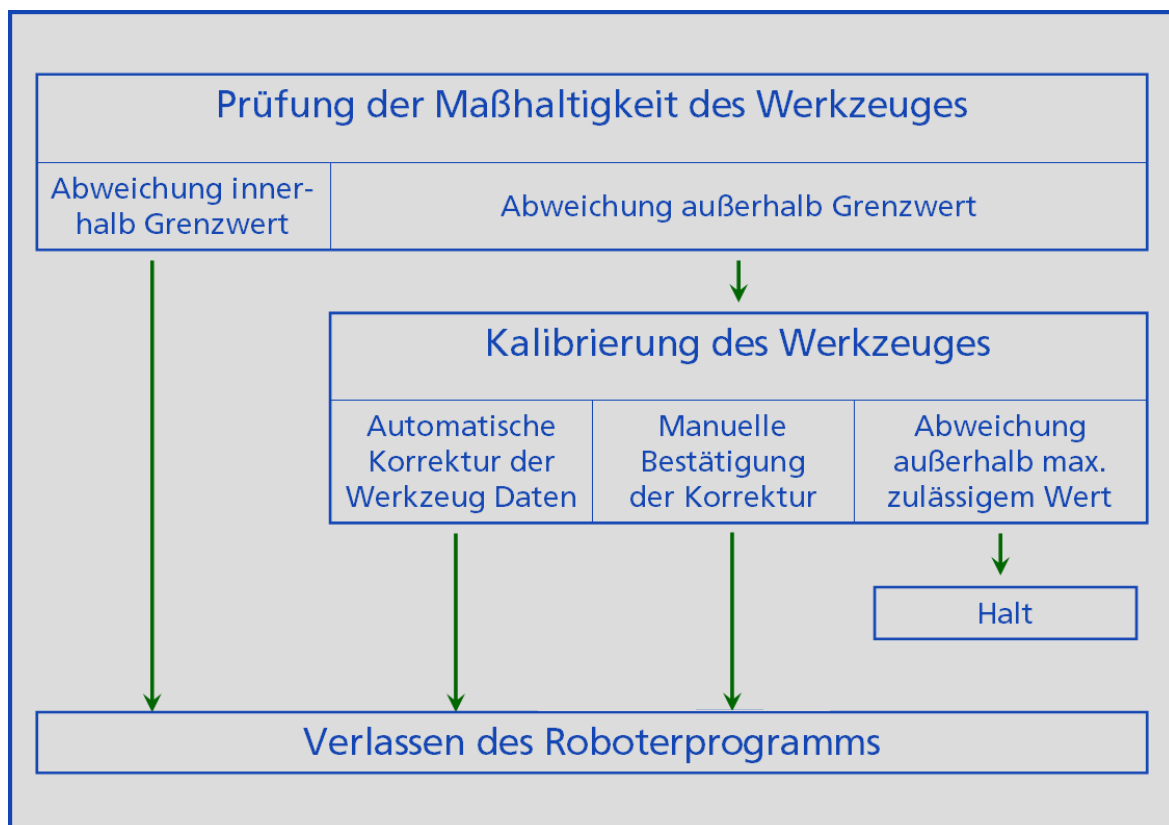 Prüfung der Maßhaltigkeit des Werkzeuges
Abweichung inner-
halb Grenzwert
Abweichung außerhalb Grenzwert
Kalibrierung des Werkzeuges
Automatische
Korrektur der
Werkzeug Daten
Manuelle
Bestätigung
der Korrektur
Abweichung
außerhalb max.
zulässigem Wert
Halt
Verlassen des Roboterprogramms